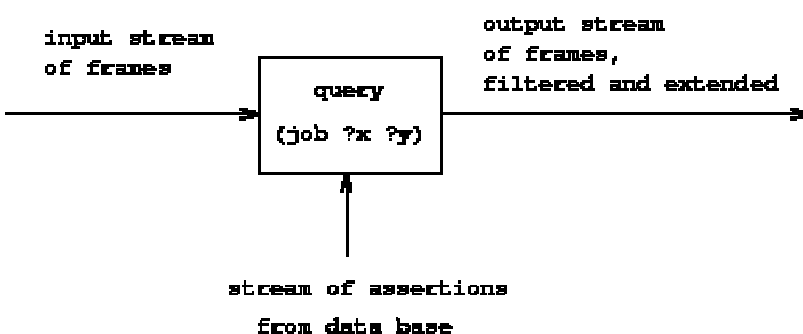 input stream
of frames
output stream
of frames,
filtered and extended
query
(job ?x ?y)
stream of assertions
from data base